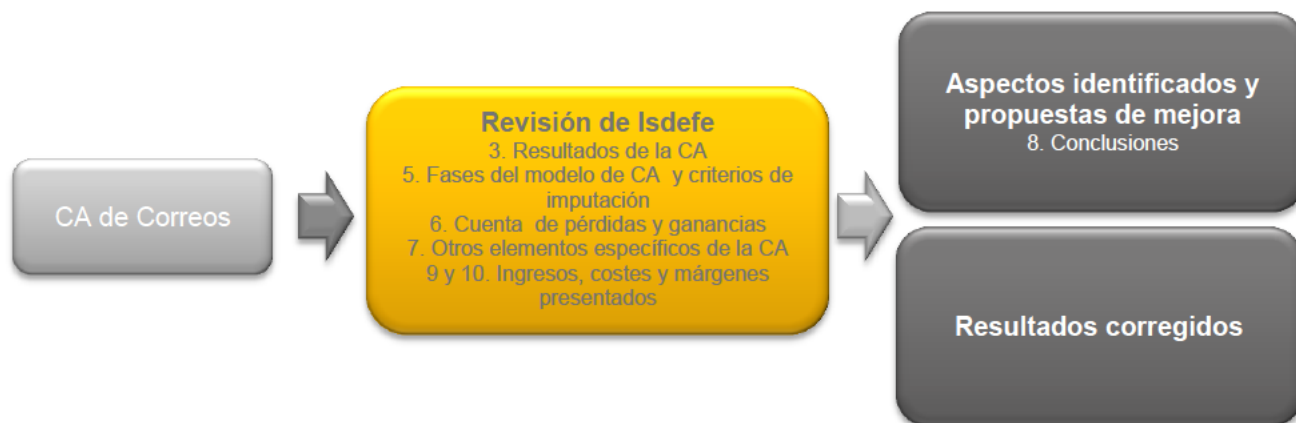 CA de Correos
Revisión de Isdefe
3. Resultados de la CA
5. Fases del modelo de CA y criterios de
imputación
6. Cuenta de pérdidas y ganancias
7. Otros elementos específicos de la CA
9 y 10. Ingresos, costes y márgenes
presentados
Aspectos identificados y
propuestas de mejora
8. Conclusiones
Resultados corregidos